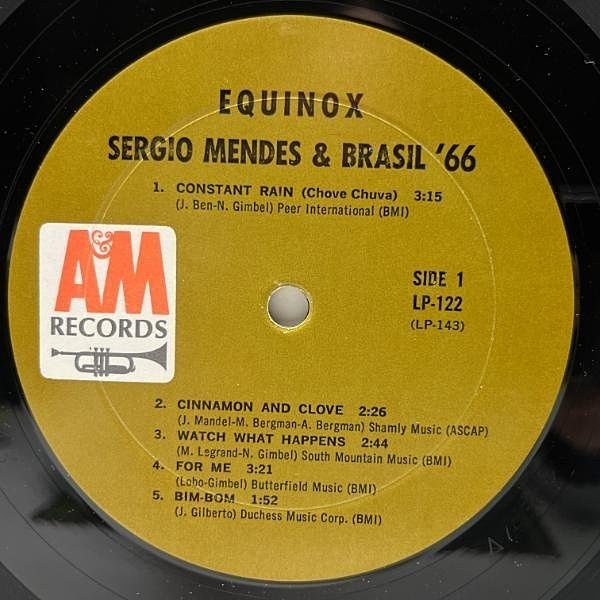 EQUINOX
SERGIO MENDES & BRASIL '66
1. CONSTANT RAIN (Chove Chuva) 3:15
(J. Ben-N. Gimbel) Peer International (BMI)
A&M
RECORDS
SIDE 1
LP-122
(LP-143)
2. CINNAMON AND CLOVE 2:26
(J. Mandel-M. Bergman-A. Bergman) Shamly Music (ASCAP)
3. WATCH WHAT HAPPENS 2:44
(M. Legrand-N. Gimbel) South Mountain Music (BMI)
4. FOR ME 3:21
(Lobo-Gimbel) Butterfield Music (BMI)
5. BIM-BOM 1:52
(J. Gilberto) Duchess Music Corp. (BMI)